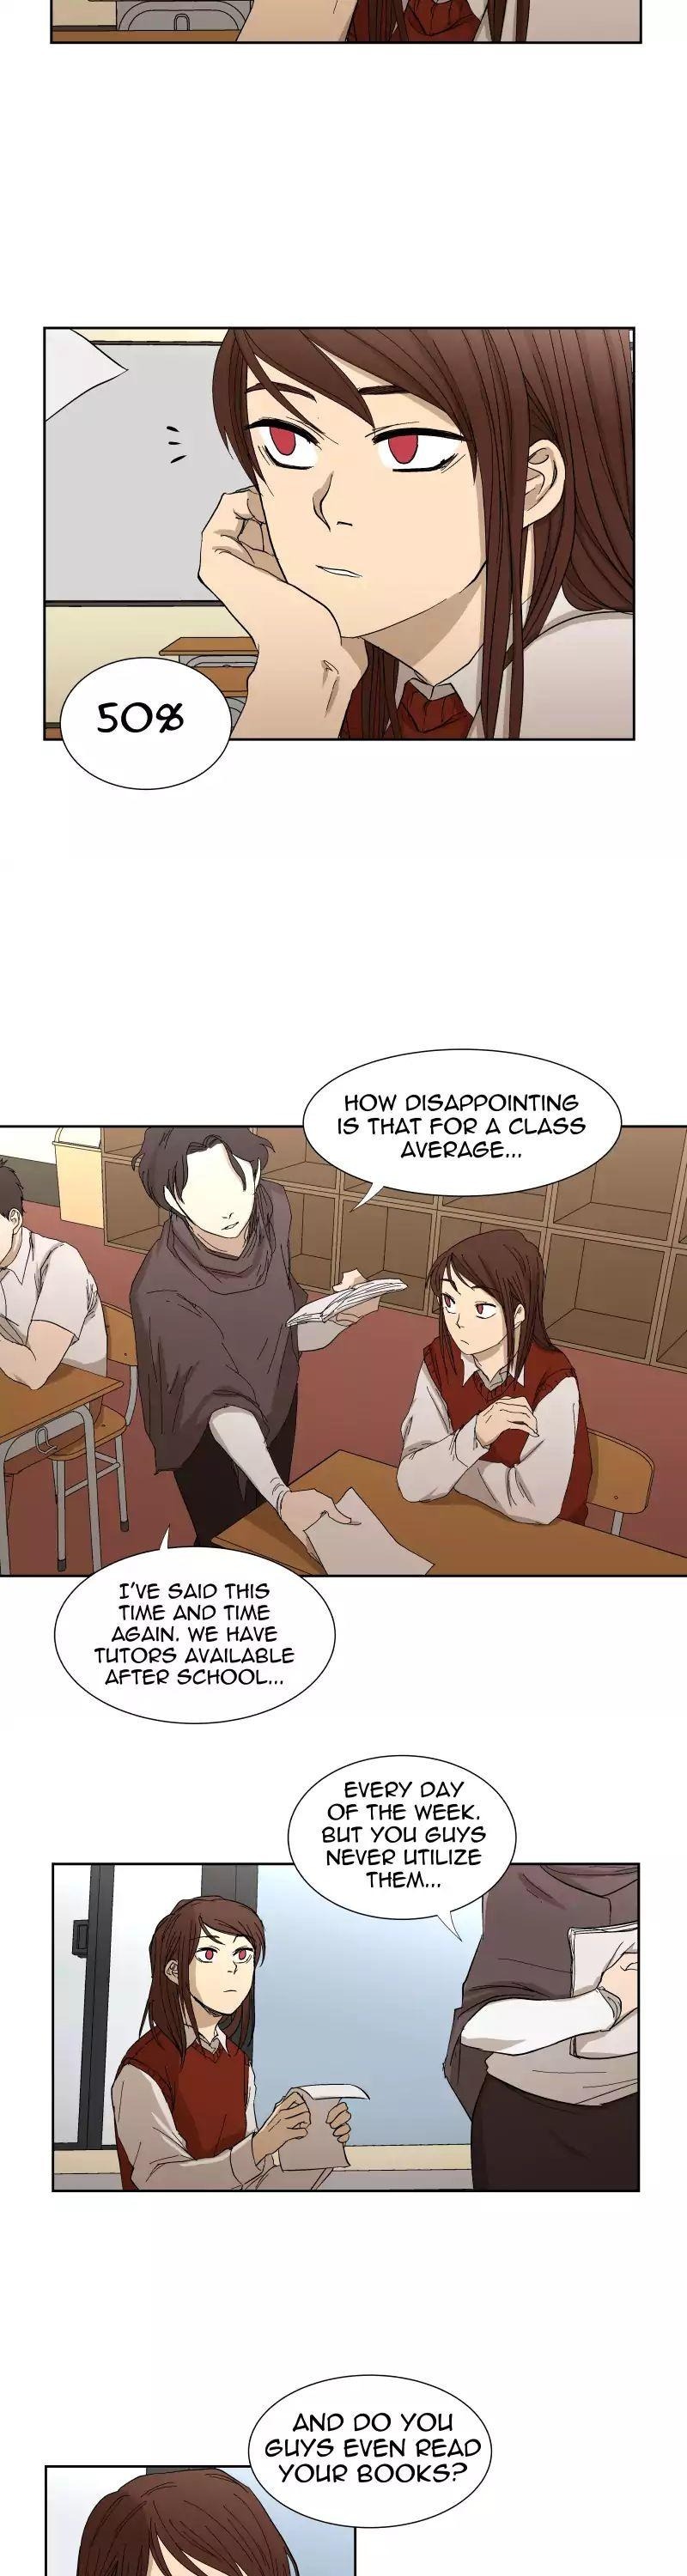 50%
HOW DISAPPOINTING
IS THAT FOR A CLASS
AVERAGE...
I'VE SAID THIS
TIME AND TIME
AGAIN. WE HAVE
TUTORS AVAILABLE
AFTER SCHOOL...
EVERY DAY
OF THE WEEK.
BUT YOU GUYS
NEVER UTILIZE
THEM...
AND DO YOU
GUYS EVEN READ
YOUR BOOKS?